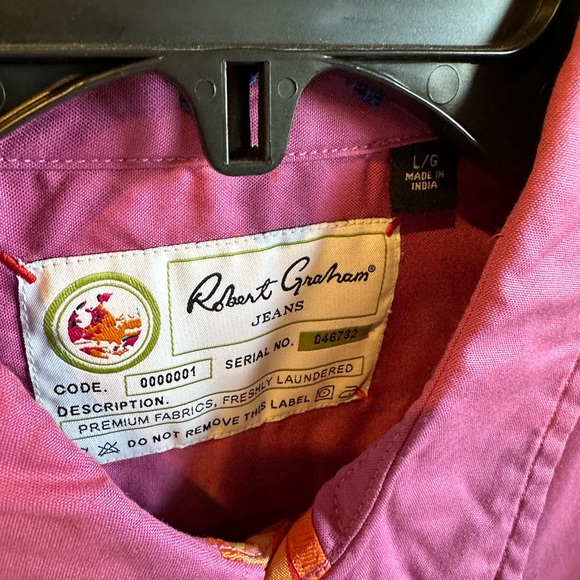 L/G
MADE IN
INDIA
Robert Graham®
JEANS
CODE. 0000001 SERIAL NO. 046732
DESCRIPTION.
PREMIUM FABRICS, FRESHLY LAUNDERED
DO NOT REMOVE THIS LABEL